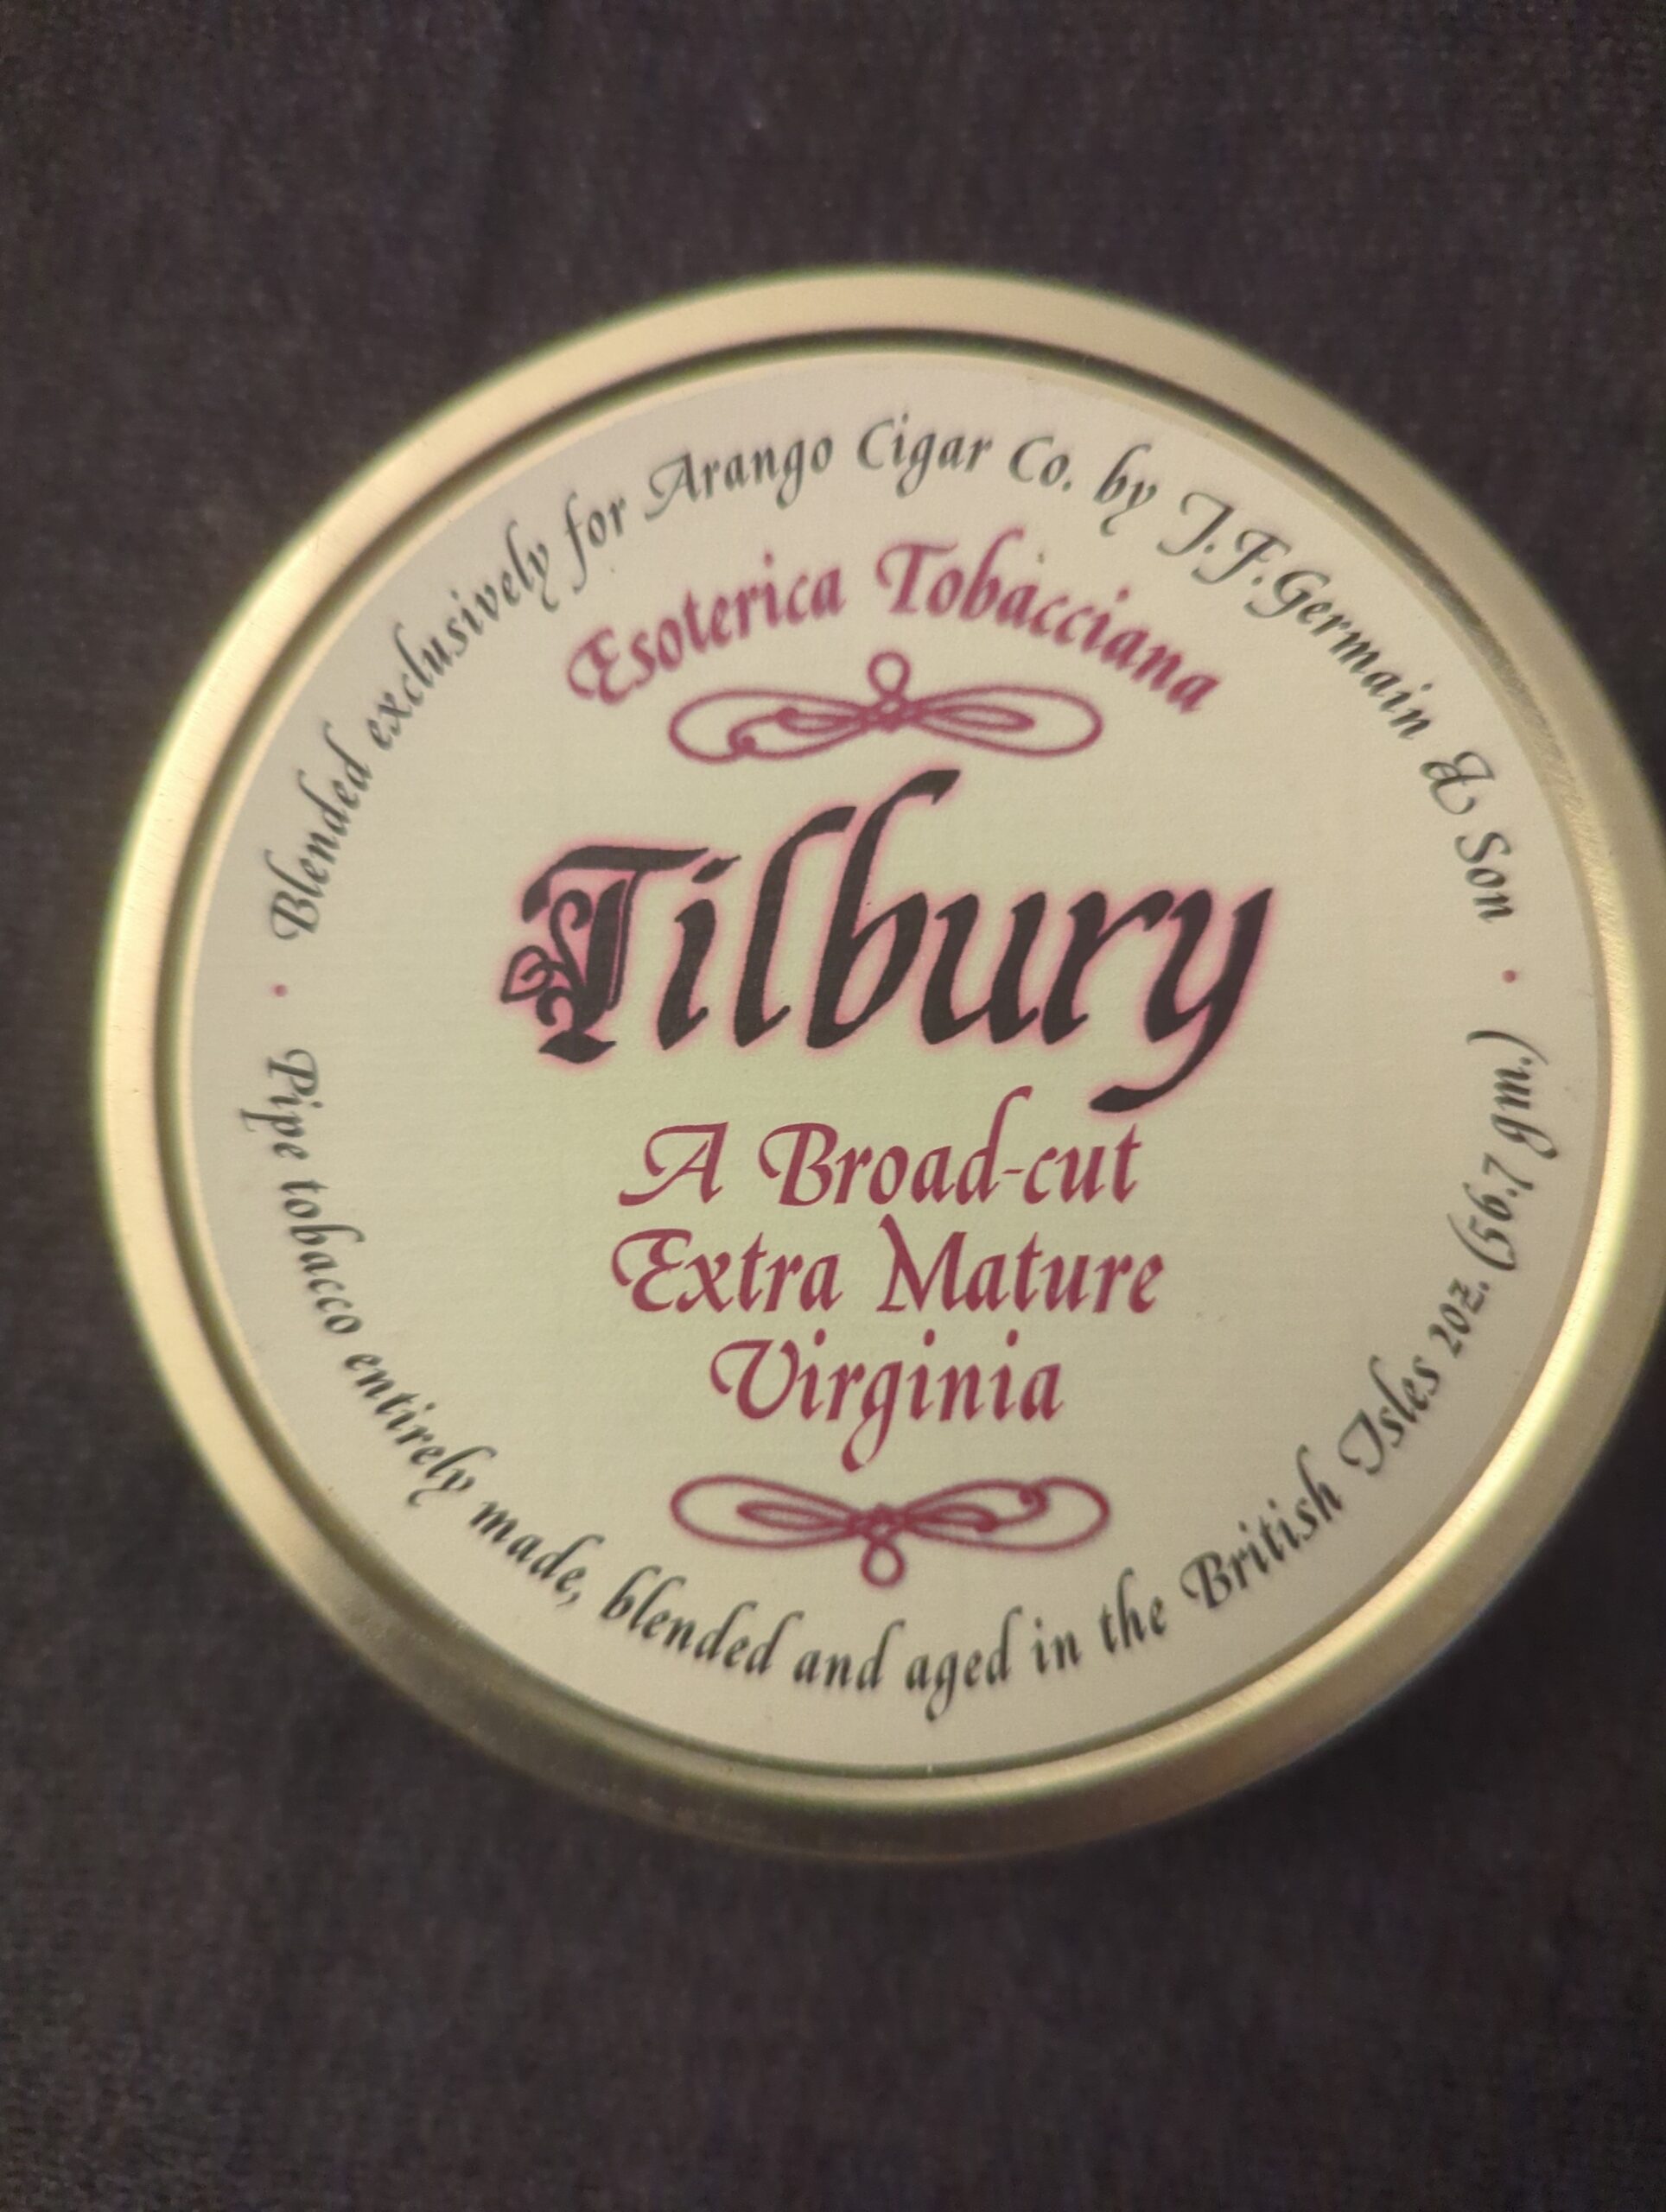 Blended exclusively for Arango Cigar Co. by J.F. Germain & Son
Esoterica Tobacciana
Tilbury
A Broad-cut
Extra Mature
Virginia
Pipe tobacco entirely made, blended and aged in the British Isles 2oz. (56.7 gm.)